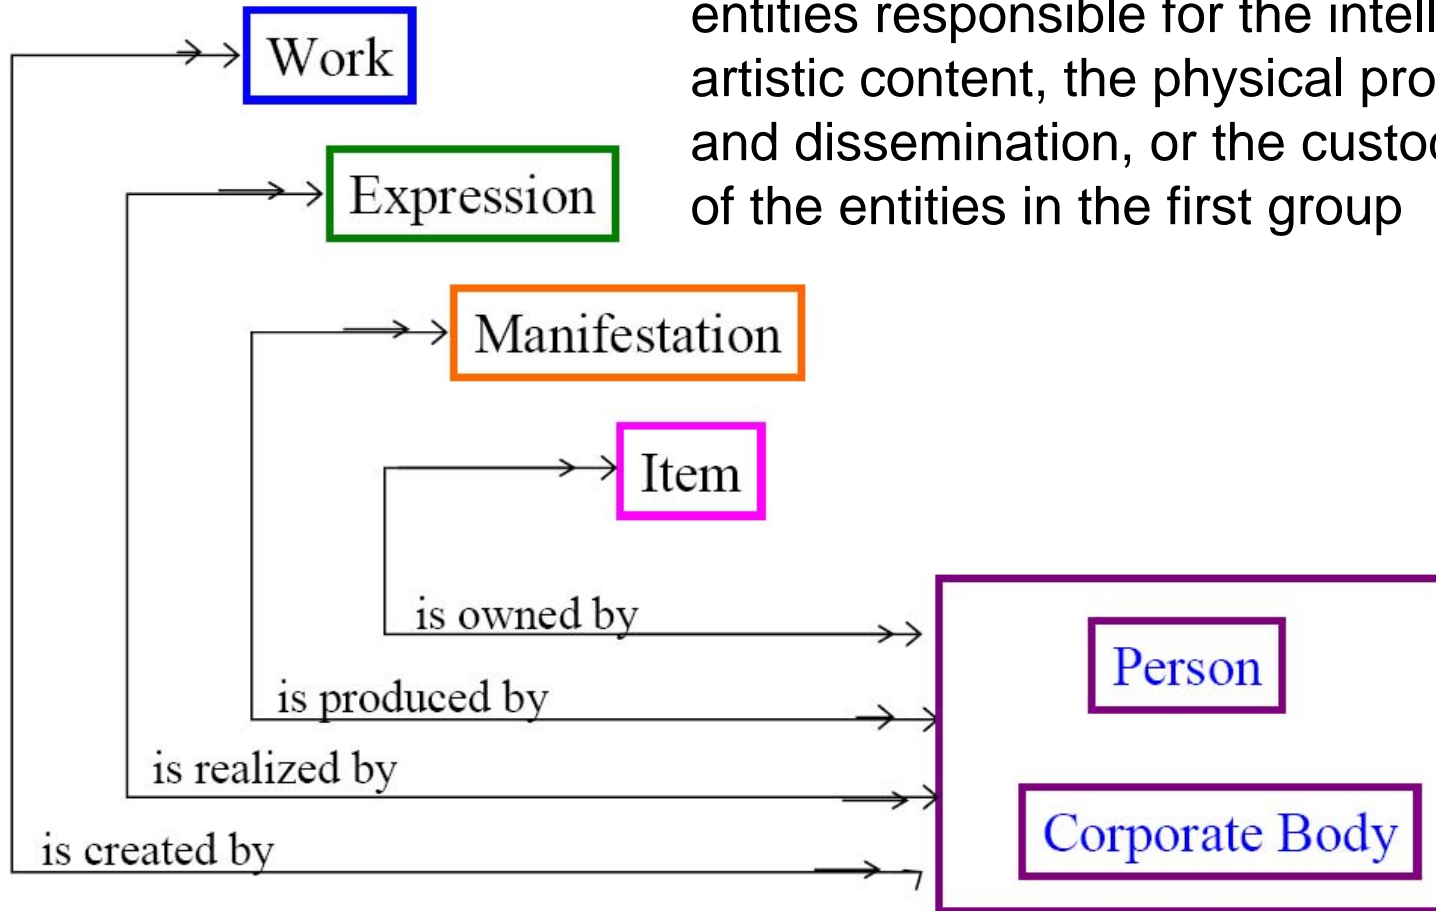 entities responsible for the intell
artistic content, the physical pro
and dissemination, or the custod
of the entities in the first group
Work
Expression
Manifestation
Item
is owned by
is produced by
is realized by
is created by
Person
Corporate Body